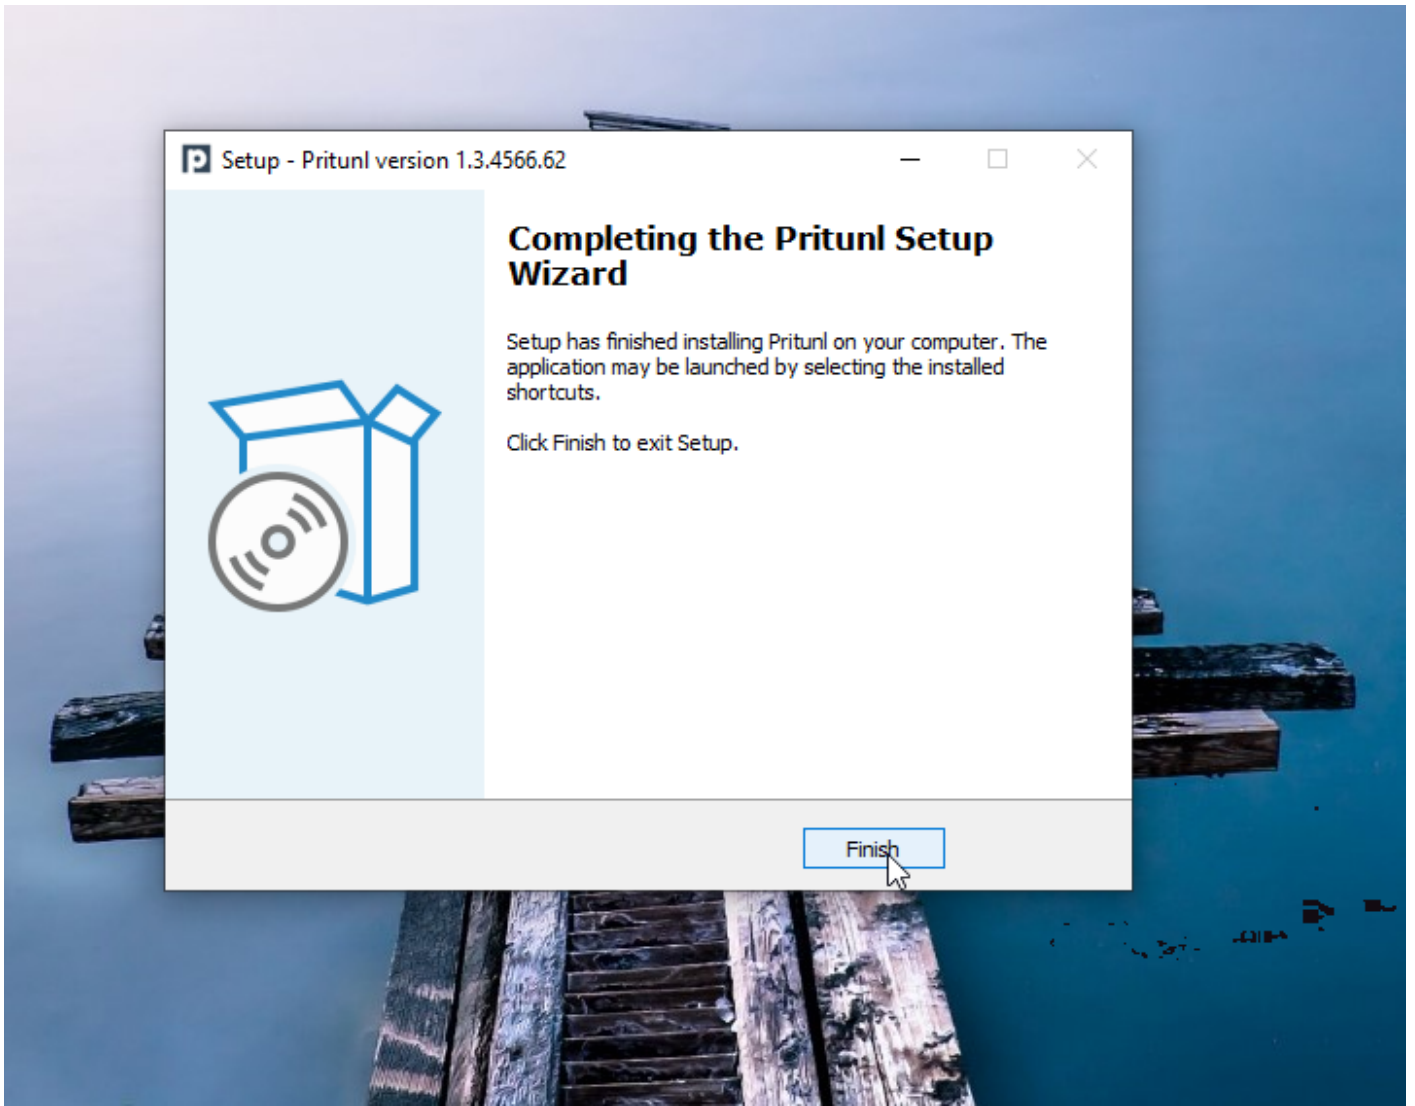 Setup - Pritunl version 1.3.4566.62
Completing the Pritunl Setup
Wizard
Setup has finished installing Pritunl on your computer. The
application may be launched by selecting the installed
shortcuts.
Click Finish to exit Setup.
Finish